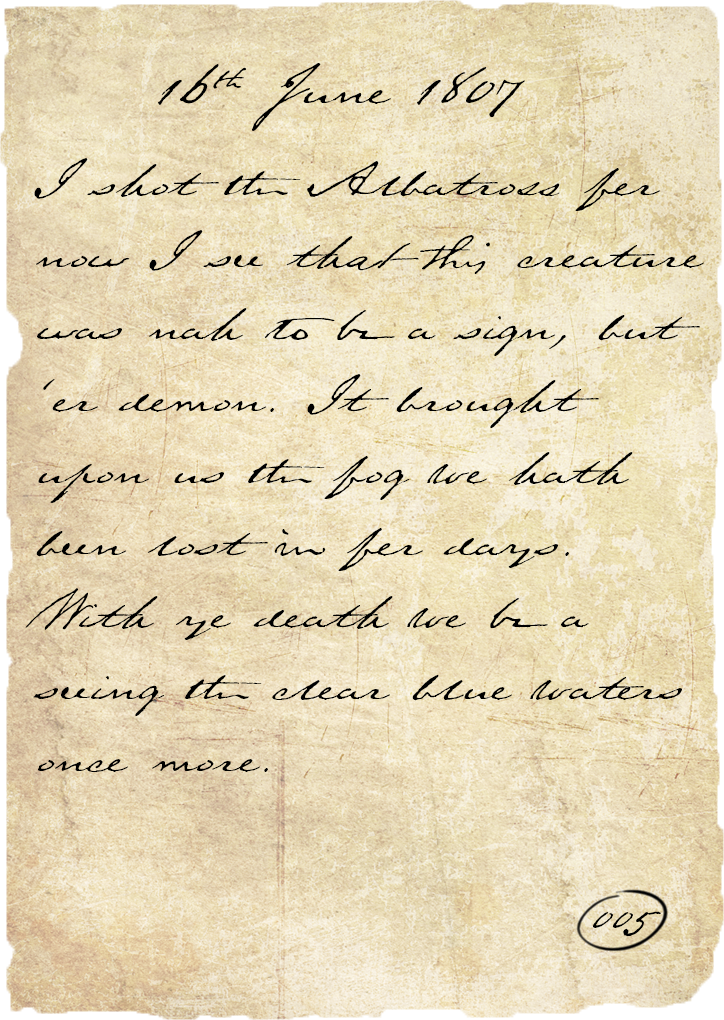 16th June 1807
I shot the Albatross fer
now I see that this creature
was nah to be a sign, but
'er demon. It brought
upon us the fog we hath
been lost in fer days.
With ye death we be a
seeing the clear blue waters
once more.
005